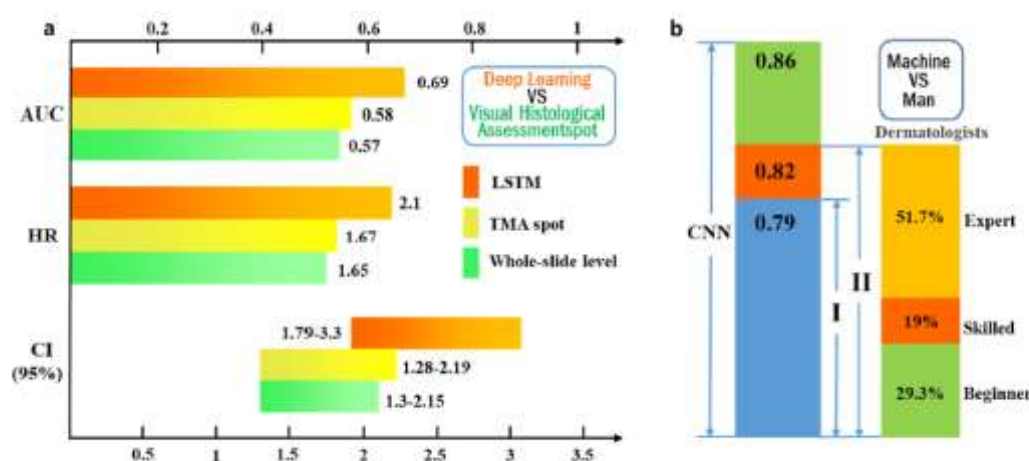 a
0.2
0.4
0.6
0.8
1
AUC
0.69
0.58
0.57
Deep Learning
VS
Visual Histological
Assessmentspot
HR
2.1
1.67
1.65
LSTM
TMA spot
Whole-slide level
CI
(95%)
1.79-3.3
1.28-2.19
1.3-2.15
0.5
1
1.5
2
2.5
3
3.5
b
0.86
0.82
0.79
CNN
I
II
Machine
VS
Man
Dermatologists
51.7%
Expert
19%
Skilled
29.3%
Beginner